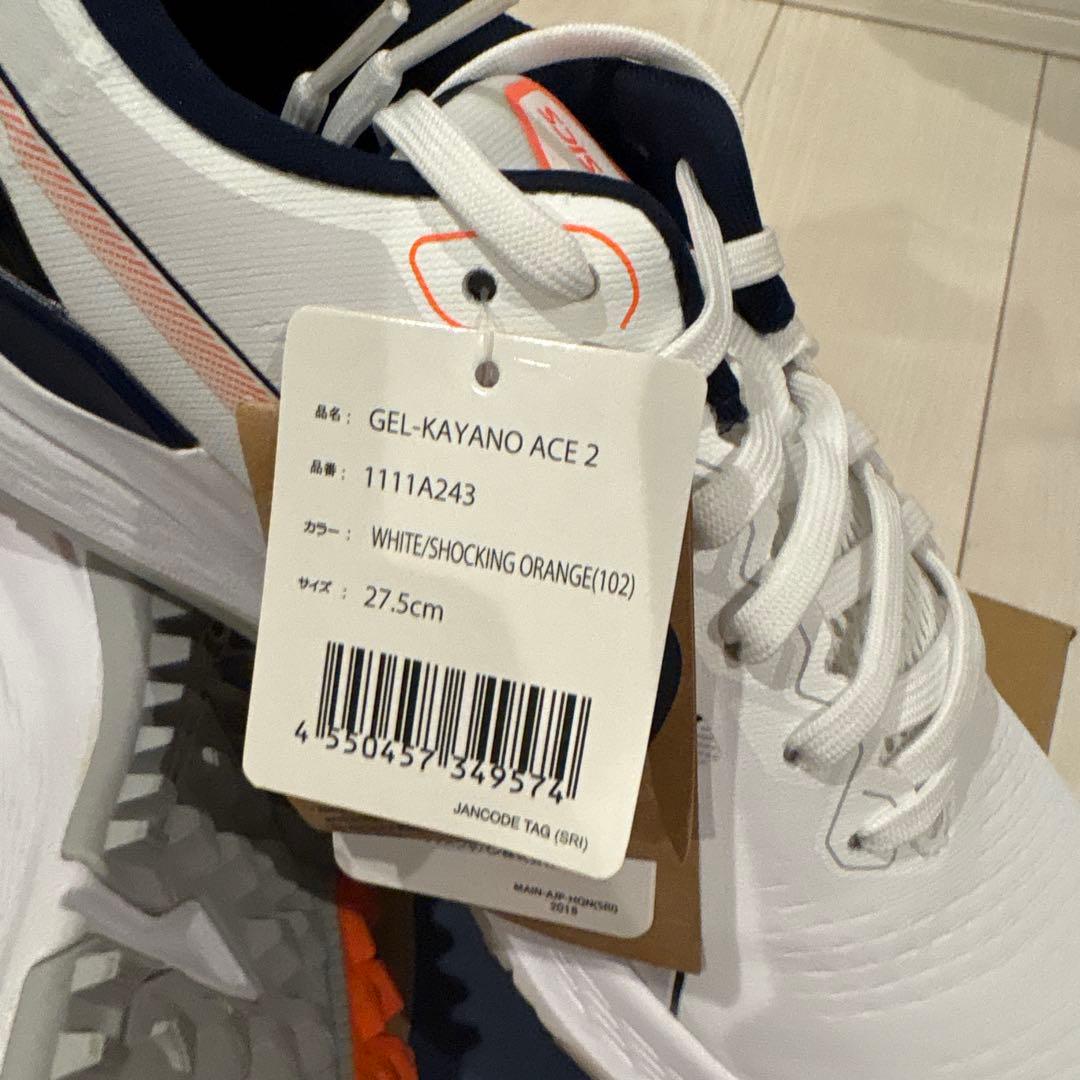 品名： GEL-KAYANO ACE 2
品番： 1111A243
カラー： WHITE/SHOCKING ORANGE(102)
サイズ： 27.5cm
4 550457 349574
JANCODE TAG (SRI)
MAIN-AJP-HQN(SRI)
2018